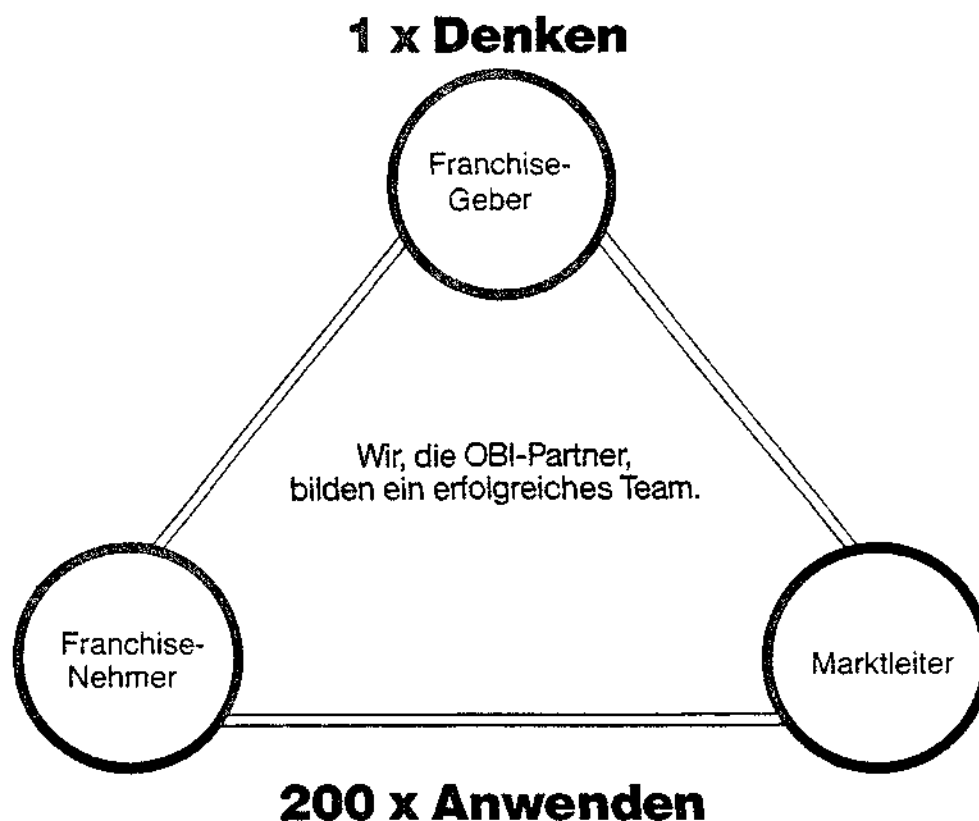 1 x Denken
Franchise-
Geber
Wir, die OBI-Partner,
bilden ein erfolgreiches Team.
Franchise-
Nehmer
Marktleiter
200 x Anwenden